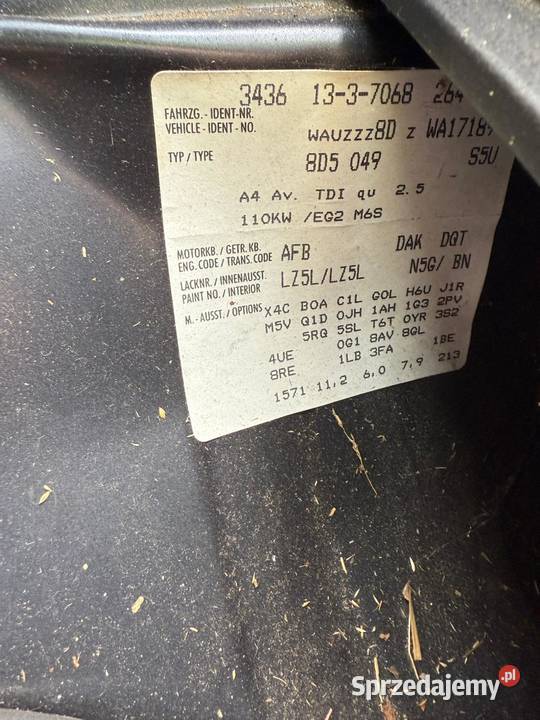 3436 13-3-7068 264
FAHRZG. - IDENT-NR.
VEHICLE - IDENT - NO. WAUZZZ8D Z WA1718
TYP / TYPE 8D5 049 S5U
A4 Av. TDI qu 2.5
110KW /EG2 M6S
MOTORKB. / GETR. KB.
ENG. CODE / TRANS. CODE AFB DAK DQT
LACKNR. / INNENAUSST.
PAINT NO. / INTERIOR LZ5L/LZ5L N5G/ BN
M. - AUSST. / OPTIONS X4C B0A C1L G0L H6U J1R
M5V Q1D 0JH 1AH 1G3 2PV
5RQ 5SL T6T 0YR 3S2
4UE 0G1 8AV 8GL
8RE 1LB 3FA 1BE
1571 11,2 6,0 7,9 213
Sprzedajemy.pl